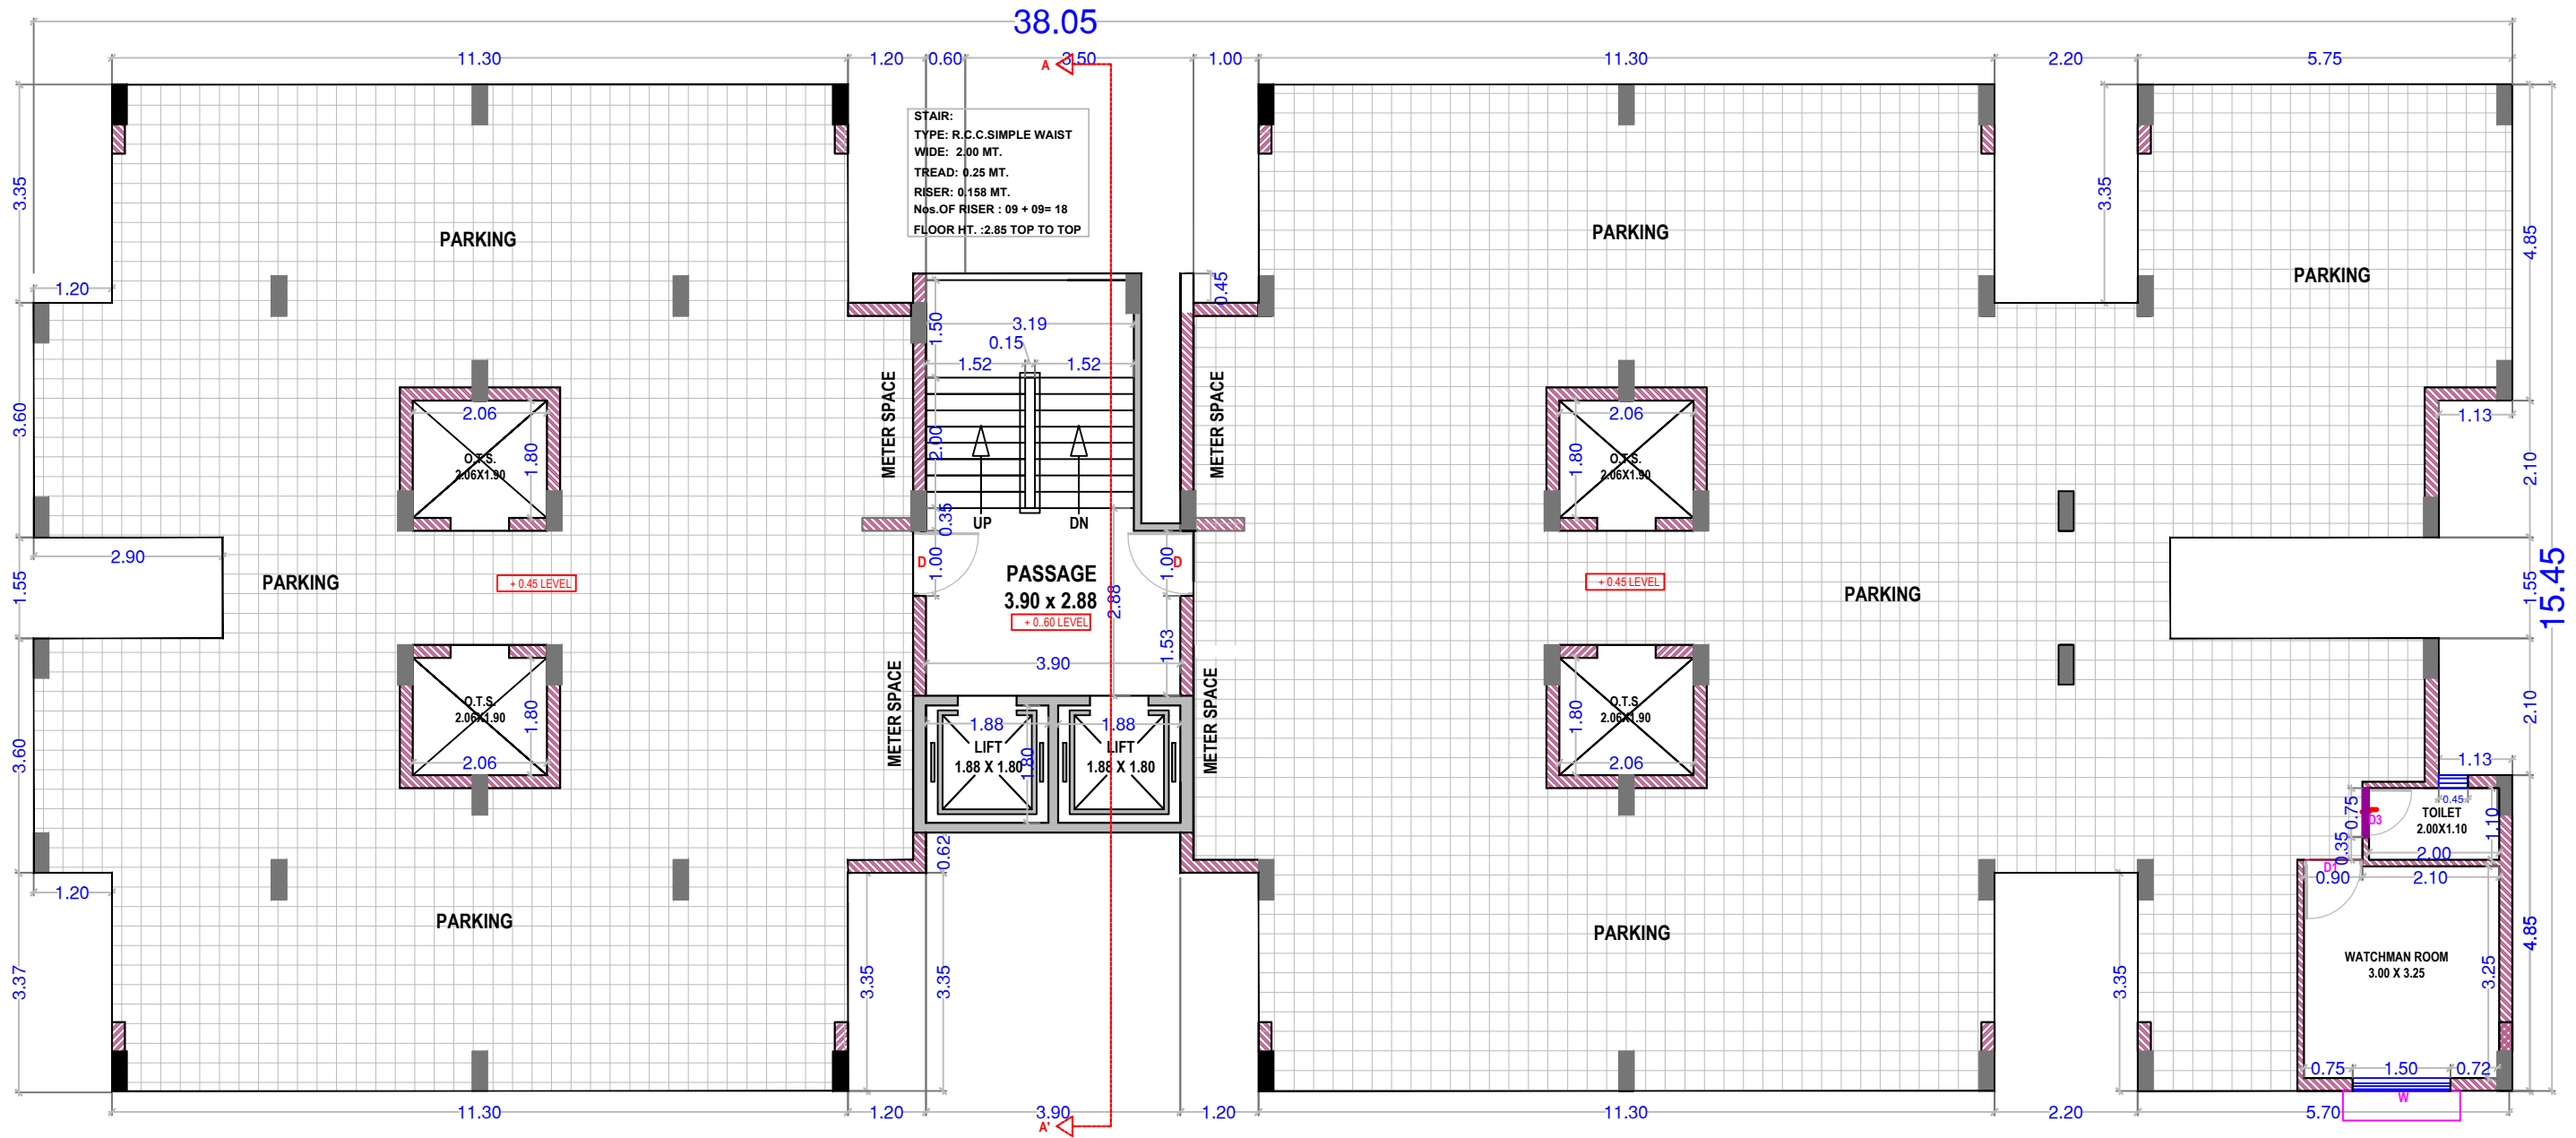 38.05
11.30
1.20
0.60
3.50
1.00
11.30
2.20
5.75
A
STAIR:
TYPE: R.C.C.SIMPLE WAIST
WIDE: 2.00 MT.
TREAD: 0.25 MT.
RISER: 0.158 MT.
Nos.OF RISER : 09 + 09= 18
FLOOR HT. :2.85 TOP TO TOP
3.35
PARKING
PARKING
3.35
4.85
PARKING
1.20
0.45
1.50
3.19
0.15
1.52
1.52
3.60
METER SPACE
METER SPACE
2.06
1.80
O.T.S.
2.06X1.90
2.00
2.06
1.80
O.T.S.
2.06X1.90
1.13
2.10
0.35
UP
DN
2.90
1.55
PARKING
+ 0.45 LEVEL
D
1.00
PASSAGE
3.90 x 2.88
+ 0..60 LEVEL
2.88
1.00
D
+ 0.45 LEVEL
PARKING
1.55
15.45
1.53
3.90
METER SPACE
METER SPACE
3.60
O.T.S.
2.06X1.90
1.80
2.06
1.88
LIFT
1.88 X 1.80
1.80
1.88
LIFT
1.88 X 1.80
O.T.S.
2.06X1.90
1.80
2.06
2.10
1.13
0.45
0.75
D3
TOILET
2.00X1.10
1.10
0.35
2.00
D1
0.90
2.10
0.62
1.20
PARKING
PARKING
4.85
3.37
3.35
3.35
3.35
WATCHMAN ROOM
3.00 X 3.25
3.25
0.75
1.50
0.72
W
11.30
1.20
3.90
1.20
11.30
2.20
5.70
A'